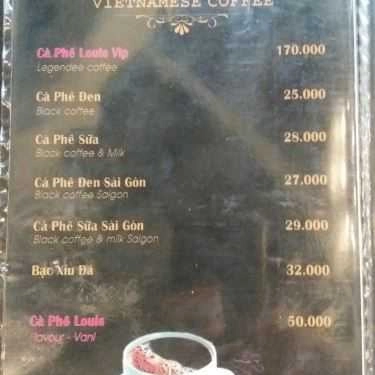 VIETNAMESE COFFEE
Cà Phê Louis Vip 170.000
Legendee coffee
Cà Phê Đen 25.000
Black coffee
Cà Phê Sữa 28.000
Black coffee & Milk
Cà Phê Đen Sài Gòn 27.000
Black coffee Saigon
Cà Phê Sữa Sài Gòn 29.000
Black coffee & milk Saigon
Bạc Xỉu Đá 32.000
Cà Phê Louis 50.000
Flavour - Vani